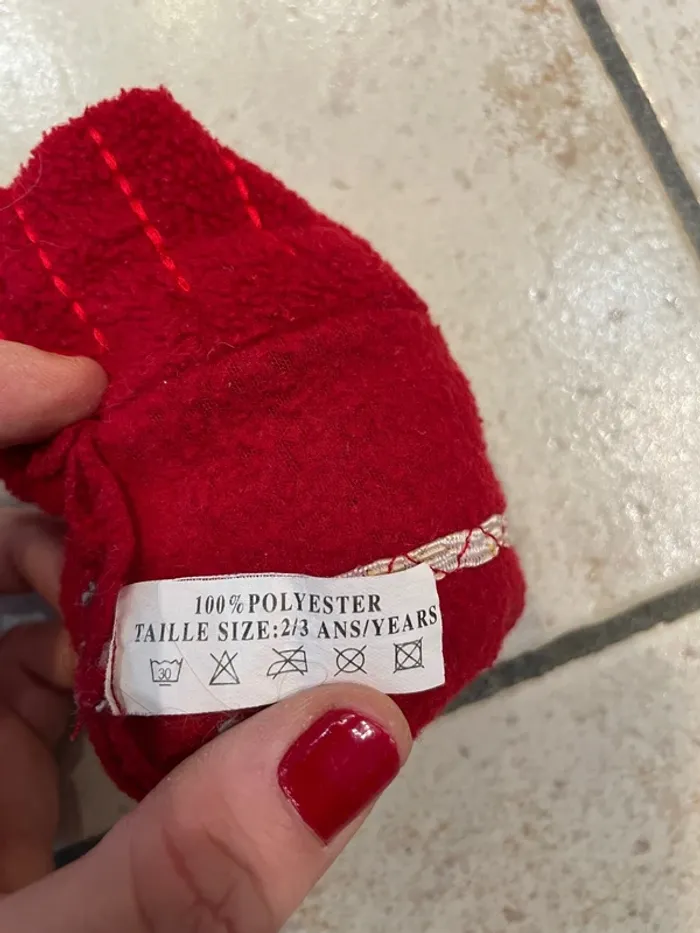 100% POLYESTER
TAILLE SIZE:2/3 ANS/YEARS
30